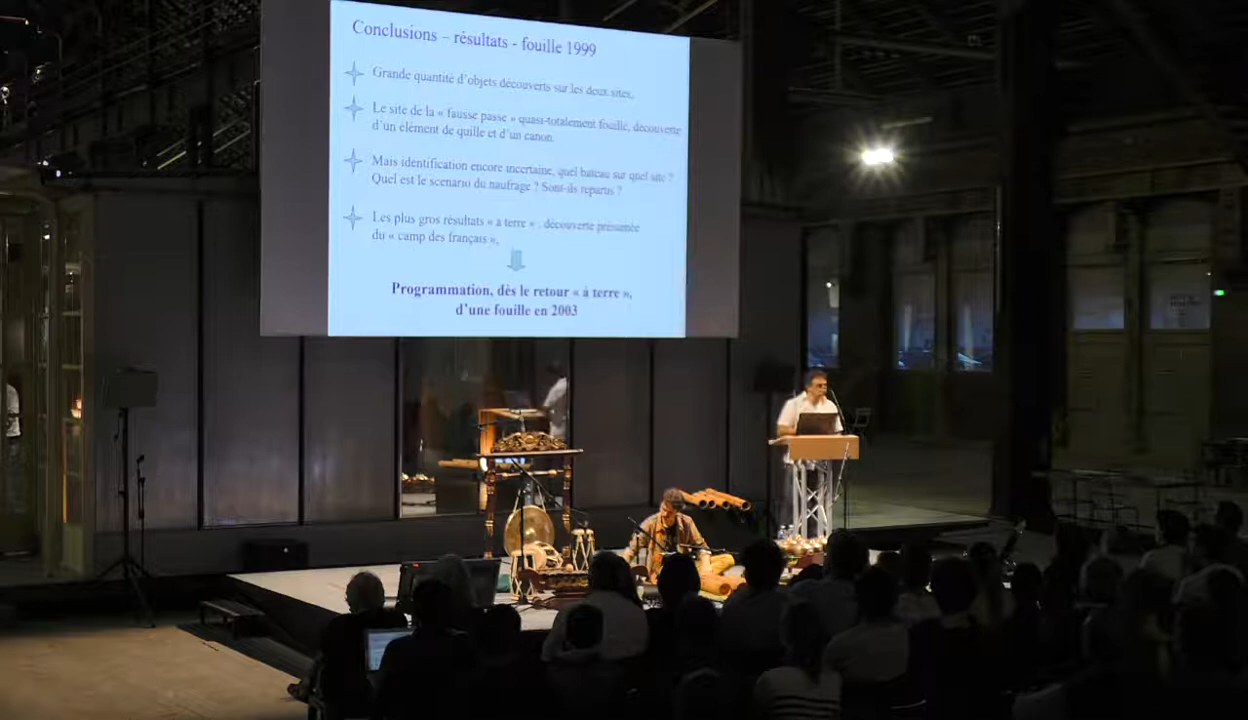 Conclusions – résultats - fouille 1999
Grande quantité d'objets découverts sur les deux sites,
Le site de la « fausse passe » quasi-totalement fouillé, découverte
d'un élément de quille et d'un canon.
Mais identification encore incertaine, quel bateau sur quel site ?
Quel est le scenario du naufrage ? Sont-ils repartis ?
Les plus gros résultats « à terre » : découverte présumée
du « camp des français »,
Programmation, dès le retour « à terre »,
d'une fouille en 2003